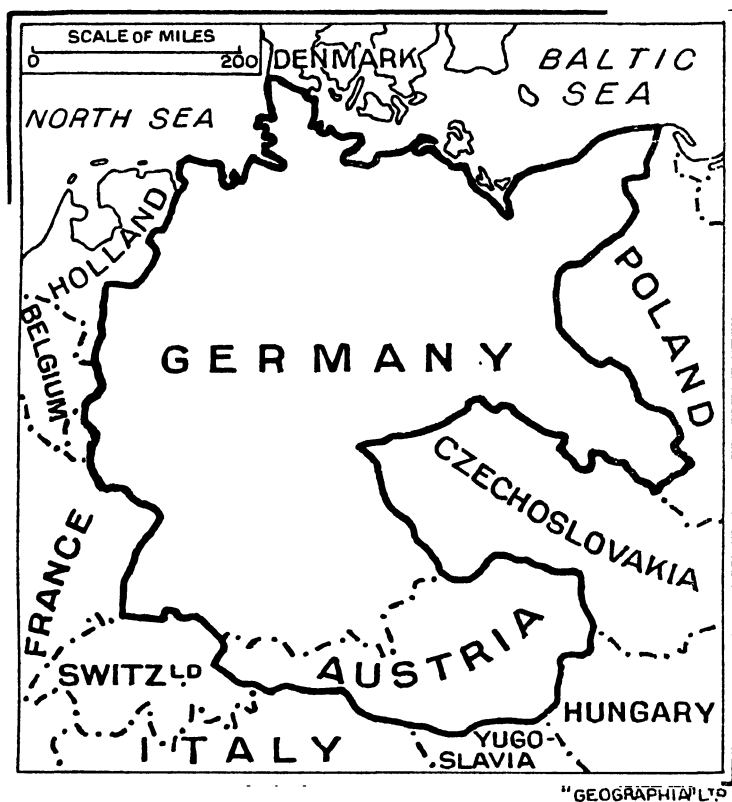 SCALE OF MILES
0 200
DENMARK
BALTIC
SEA
NORTH SEA
HOLLAND
POLAND
BELGIUM
GERMANY
CZECHOSLOVAKIA
FRANCE
AUSTRIA
SWITZLD
HUNGARY
ITALY
YUGO-
SLAVIA
"GEOGRAPHIA" LTD